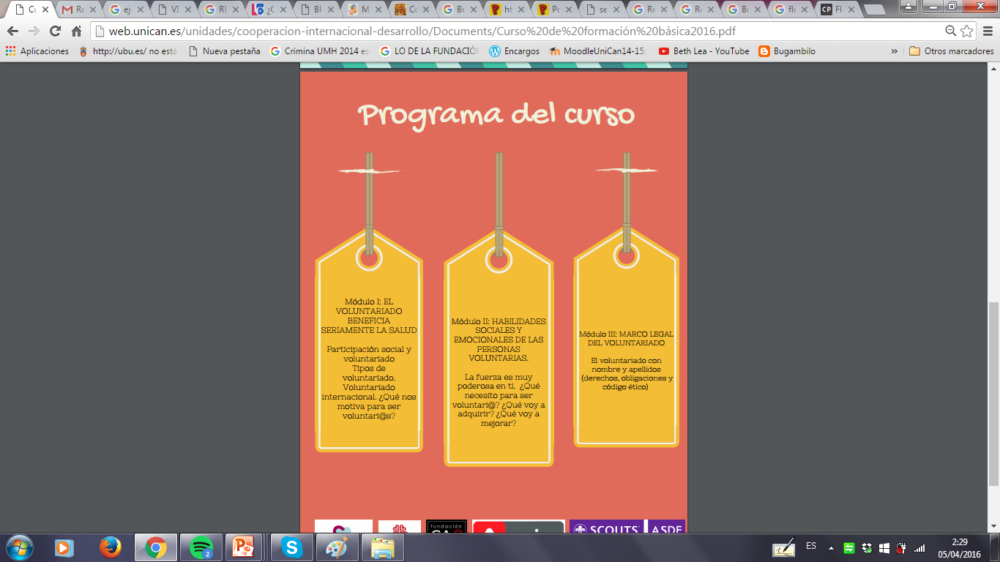 Cu
Re
ej
VI
RE
¿C
Bl
M
Co
Bu
ht
Po
se
Re
Re
Bu
fle
CP Fl
web.unican.es/unidades/cooperacion-internacional-desarrollo/Documents/Curso%20de%20formación%20básica2016.pdf
Aplicaciones
http://ubu.es/ no está
Nueva pestaña
Crímina UMH 2014 es
LO DE LA FUNDACIÓN
Encargos
MoodleUniCan14-15
Beth Lea - YouTube
Bugambilo
»
Otros marcadores
Programa del curso
Módulo I: EL
VOLUNTARIADO
BENEFICIA
SERIAMENTE LA SALUD
Participación social y
voluntariado
Tipos de
voluntariado.
Voluntariado
internacional. ¿Qué nos
motiva para ser
voluntari@s?
Módulo II: HABILIDADES
SOCIALES Y
EMOCIONALES DE LAS
PERSONAS
VOLUNTARIAS.
La fuerza es muy
poderosa en ti. ¿Qué
necesito para ser
voluntari@? ¿Qué voy a
adquirir? ¿Qué voy a
mejorar?
Módulo III: MARCO LEGAL
DEL VOLUNTARIADO
El voluntariado con
nombre y apellidos
(derechos, obligaciones y
código ético)
fundación
SCOUTS
ASDE
2
ES
2:29
05/04/2016